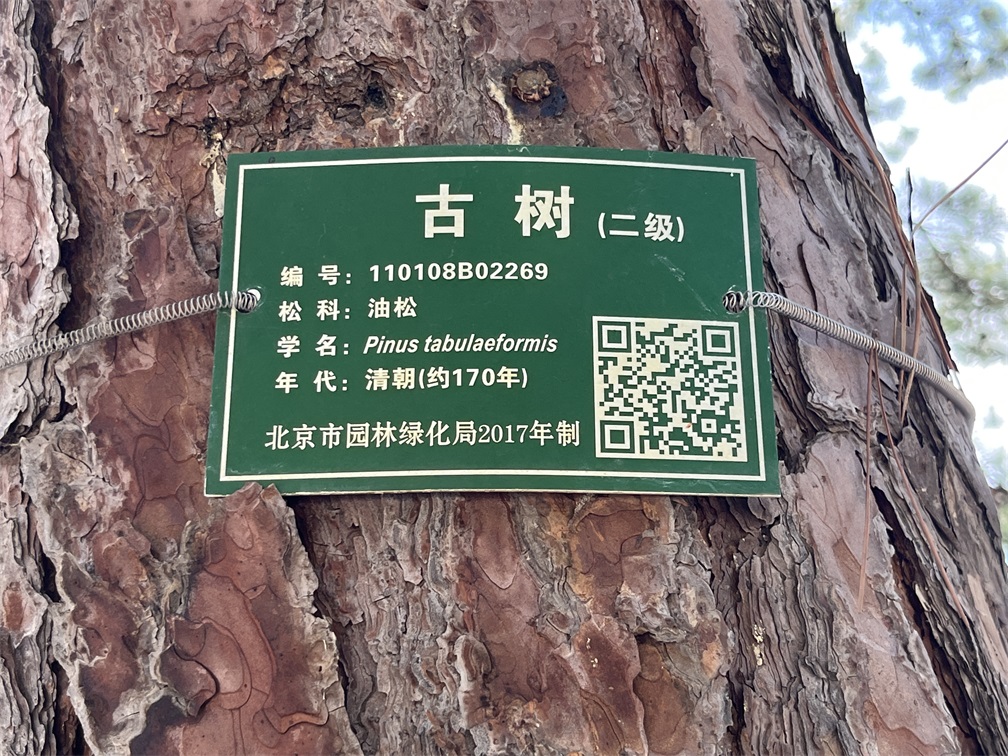 古 树 (二级)
编 号：110108B02269
松 科：油松
学 名：Pinus tabulaeformis
年 代：清朝(约170年)
北京市园林绿化局2017年制